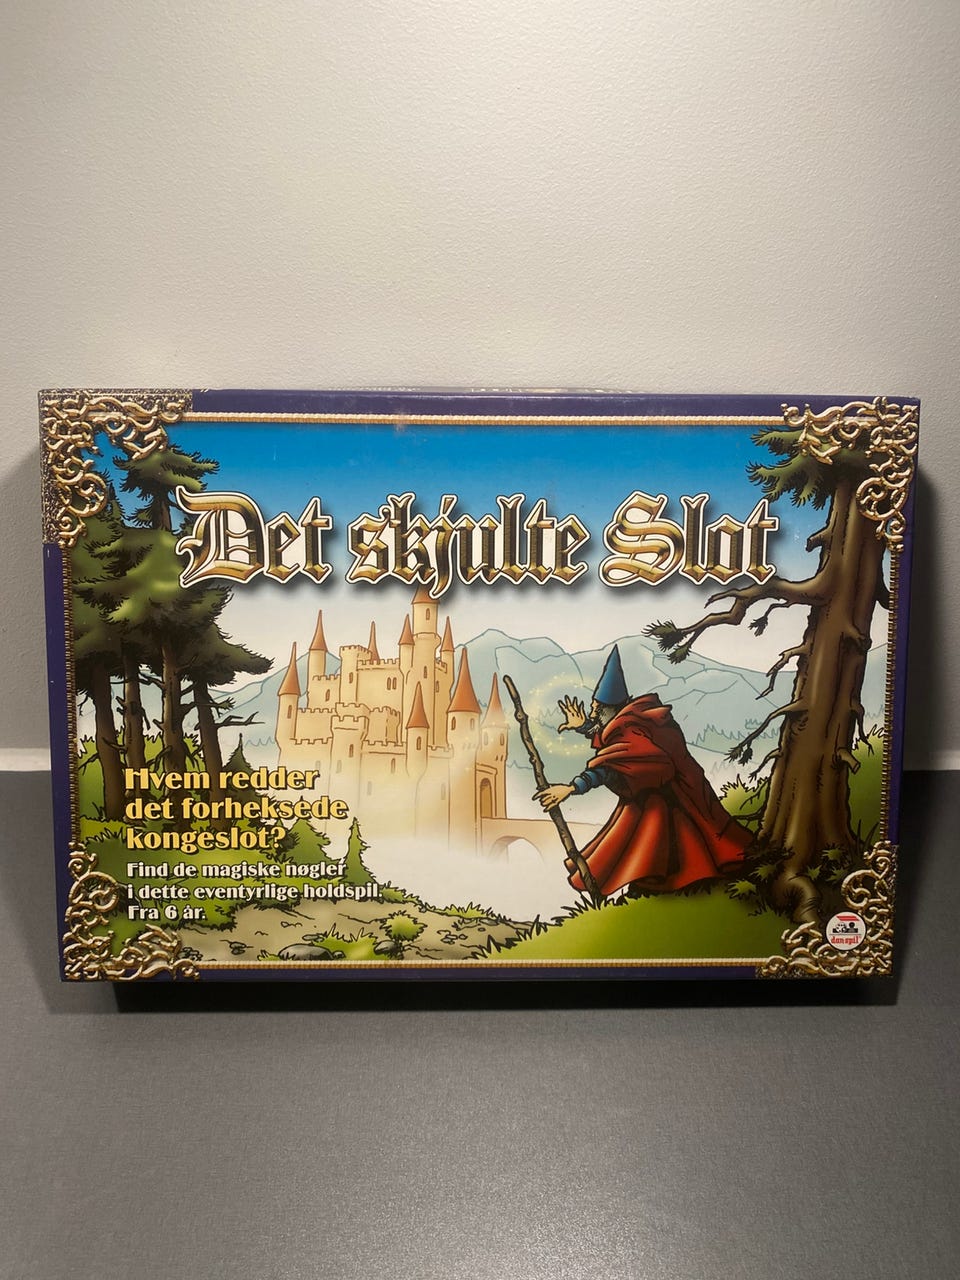 Det skjulte Slot
Hvem redder
det forheksede
kongeslot?
Find de magiske nøgler
i dette eventyrlige holdspil.
Fra 6 år.
dan spil